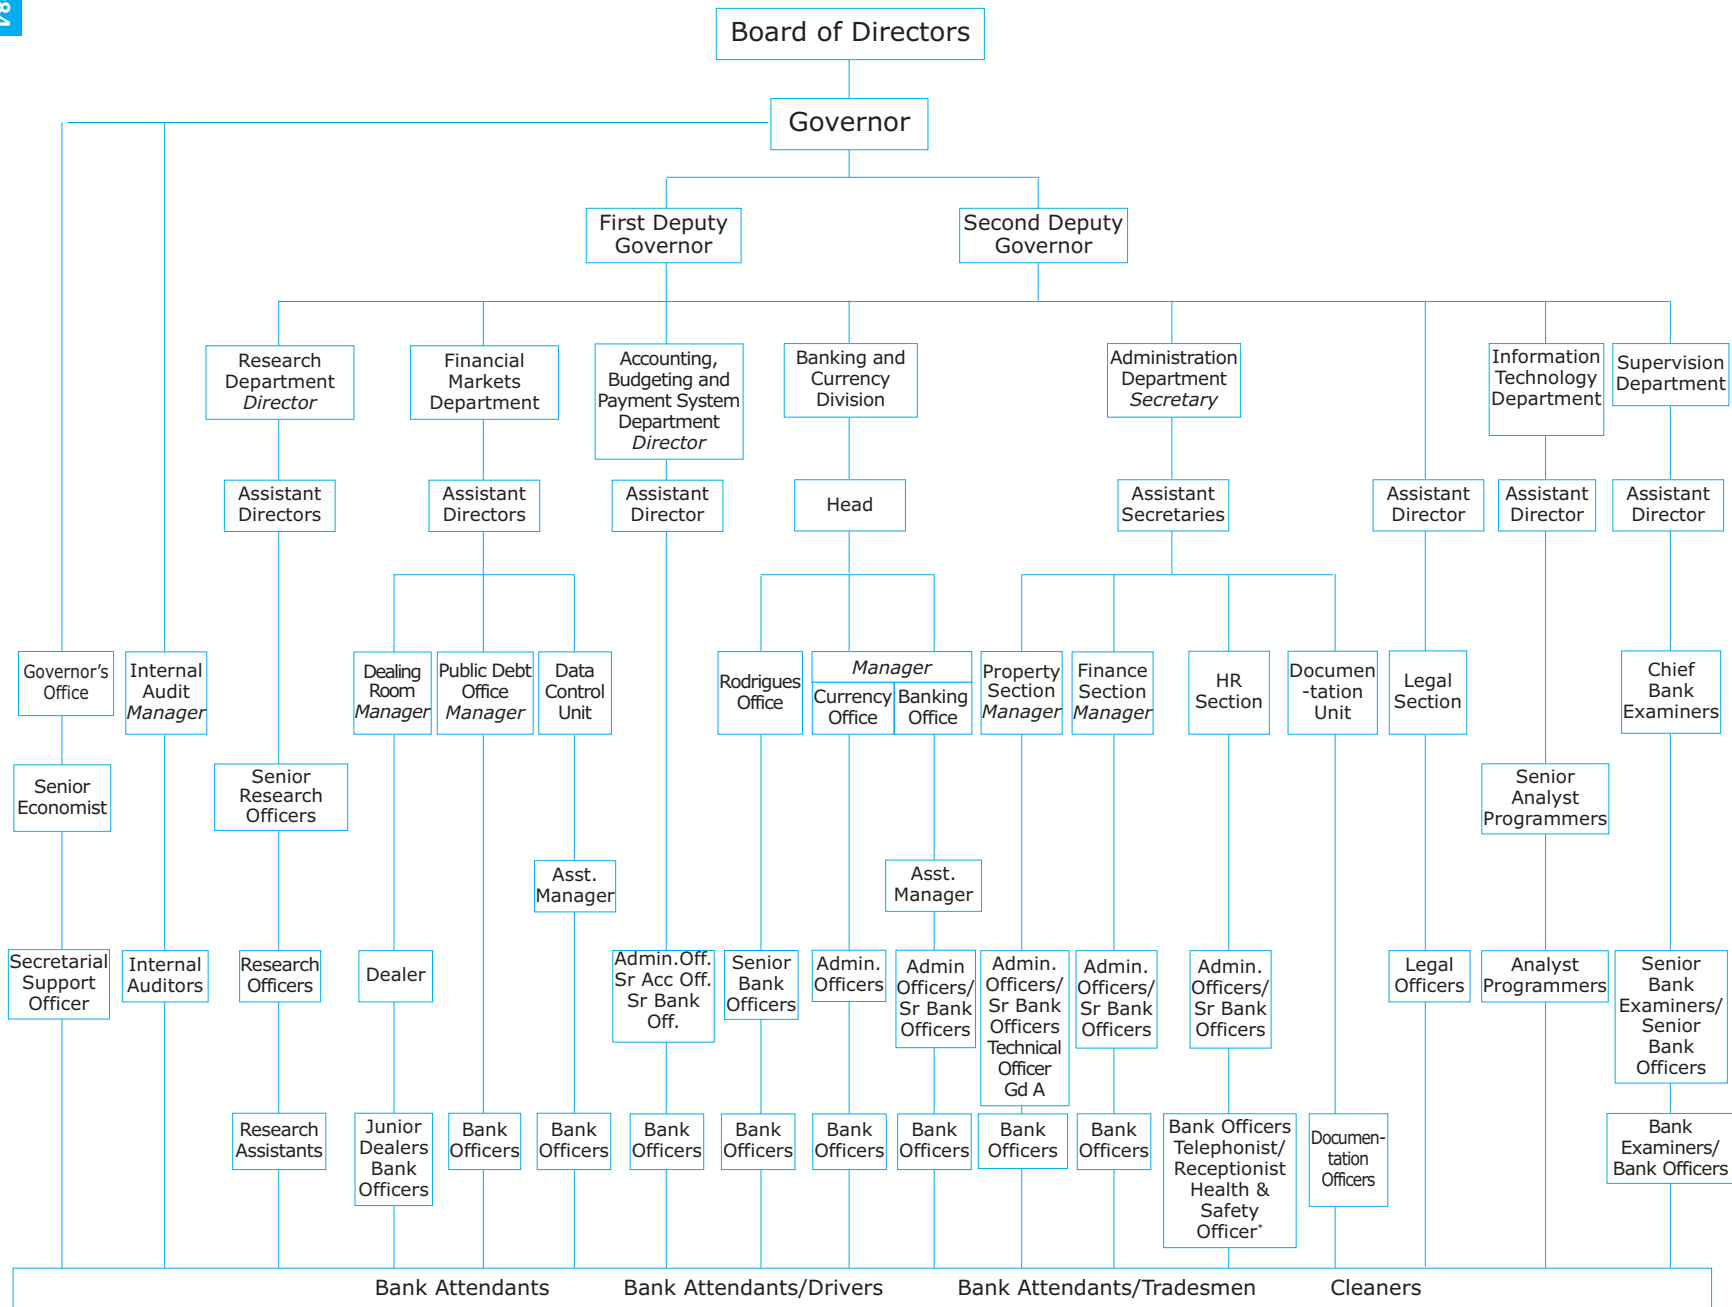 84
Board of Directors
Governor
First Deputy
Governor
Second Deputy
Governor
Research
Department
Director
Financial
Markets
Department
Accounting,
Budgeting and
Payment System
Department
Director
Banking and
Currency
Division
Administration
Department
Secretary
Information
Technology
Department
Supervision
Department
Assistant
Directors
Assistant
Directors
Assistant
Director
Head
Assistant
Secretaries
Assistant
Director
Assistant
Director
Assistant
Director
Governor's
Office
Internal
Audit
Manager
Dealing
Room
Manager
Public Debt
Office
Manager
Data
Control
Unit
Rodrigues
Office
Manager
Currency
Office
Banking
Office
Property
Section
Manager
Finance
Section
Manager
HR
Section
Documen
-tation
Unit
Legal
Section
Chief
Bank
Examiners
Senior
Economist
Senior
Research
Officers
Senior
Analyst
Programmers
Asst.
Manager
Asst.
Manager
Secretarial
Support
Officer
Internal
Auditors
Research
Officers
Dealer
Admin.Off.
Sr Acc Off.
Sr Bank
Off.
Senior
Bank
Officers
Admin.
Officers
Admin
Officers/
Sr Bank
Officers
Admin.
Officers/
Sr Bank
Officers
Technical
Officer
Gd A
Admin.
Officers/
Sr Bank
Officers
Admin.
Officers/
Sr Bank
Officers
Legal
Officers
Analyst
Programmers
Senior
Bank
Examiners/
Senior
Bank
Officers
Research
Assistants
Junior
Dealers
Bank
Officers
Bank
Officers
Bank
Officers
Bank
Officers
Bank
Officers
Bank
Officers
Bank
Officers
Bank
Officers
Bank
Officers
Bank Officers
Telephonist/
Receptionist
Health &
Safety
Officer*
Documen-
tation
Officers
Bank
Examiners/
Bank Officers
Bank Attendants Bank Attendants/Drivers Bank Attendants/Tradesmen Cleaners